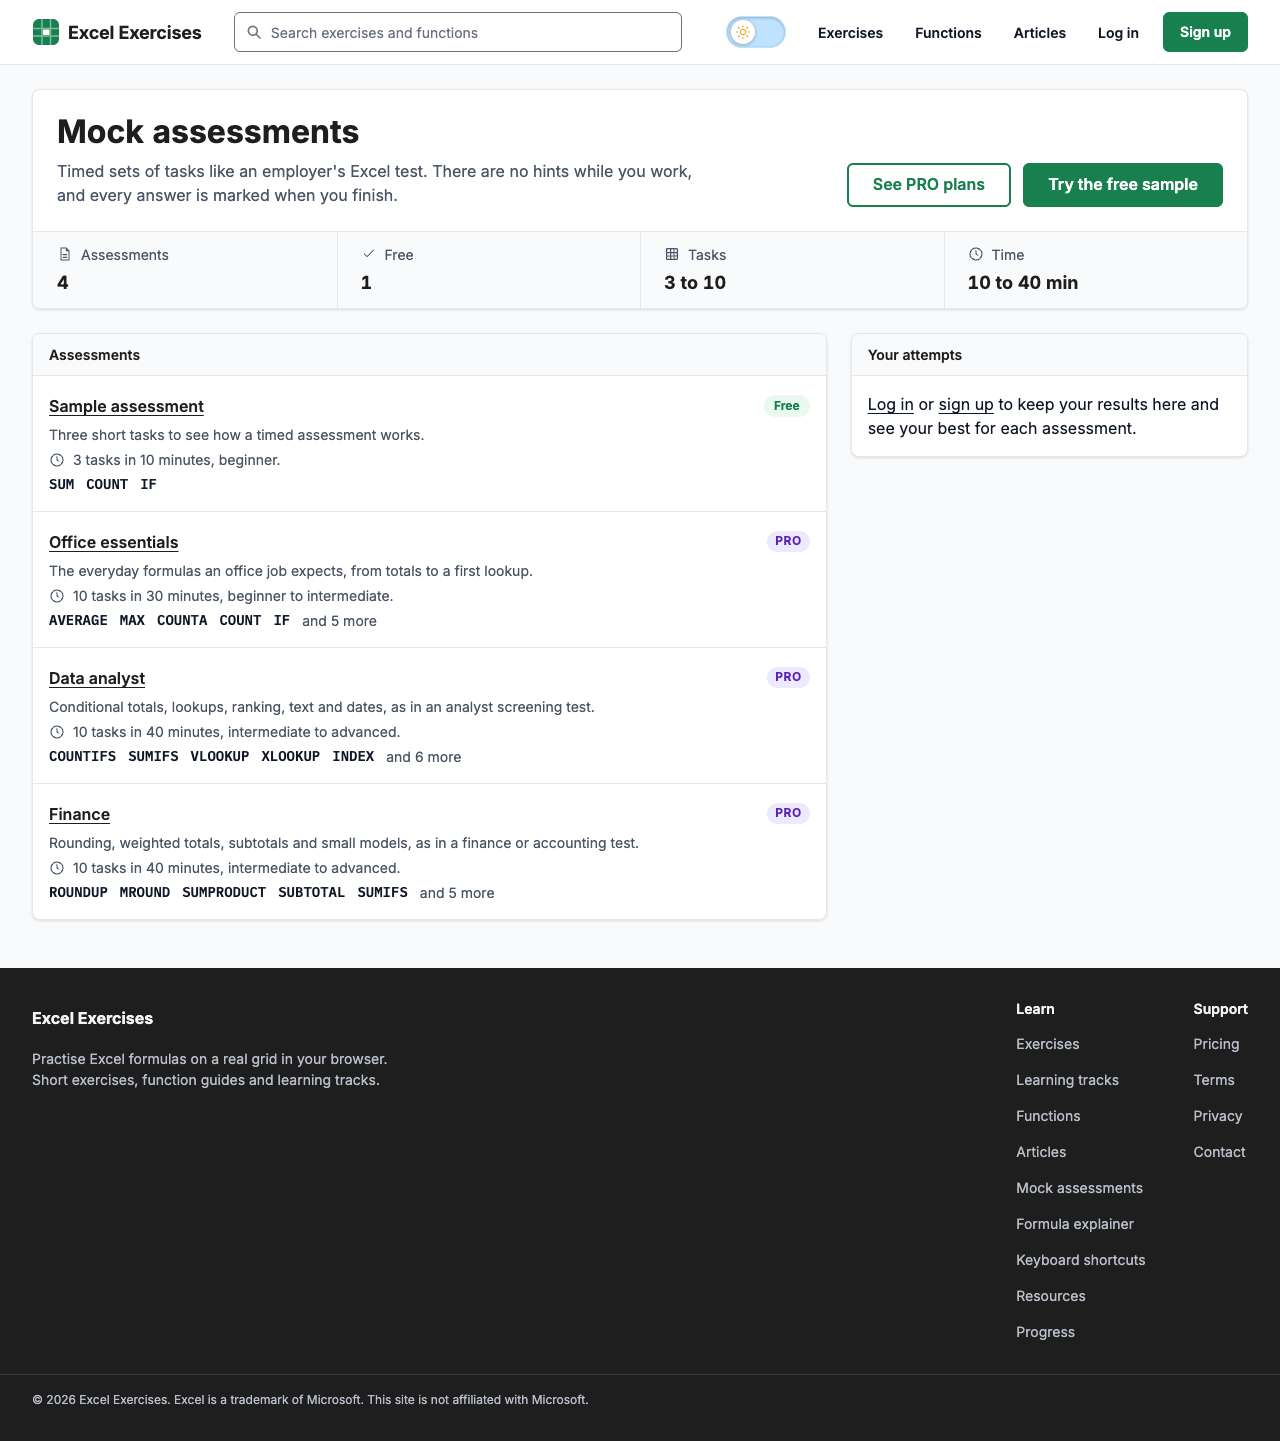 Excel Exercises
Search exercises and functions
Exercises
Functions
Articles
Log in
Sign up
Mock assessments
Timed sets of tasks like an employer's Excel test. There are no hints while you work,
and every answer is marked when you finish.
See PRO plans
Try the free sample
Assessments
4
Free
1
Tasks
3 to 10
Time
10 to 40 min
Assessments
Sample assessment
Free
Three short tasks to see how a timed assessment works.
3 tasks in 10 minutes, beginner.
SUM COUNT IF
Office essentials
PRO
The everyday formulas an office job expects, from totals to a first lookup.
10 tasks in 30 minutes, beginner to intermediate.
AVERAGE MAX COUNTA COUNT IF and 5 more
Data analyst
PRO
Conditional totals, lookups, ranking, text and dates, as in an analyst screening test.
10 tasks in 40 minutes, intermediate to advanced.
COUNTIFS SUMIFS VLOOKUP XLOOKUP INDEX and 6 more
Finance
PRO
Rounding, weighted totals, subtotals and small models, as in a finance or accounting test.
10 tasks in 40 minutes, intermediate to advanced.
ROUNDUP MROUND SUMPRODUCT SUBTOTAL SUMIFS and 5 more
Your attempts
Log in or sign up to keep your results here and
see your best for each assessment.
Excel Exercises
Practise Excel formulas on a real grid in your browser.
Short exercises, function guides and learning tracks.
Learn
Exercises
Learning tracks
Functions
Articles
Mock assessments
Formula explainer
Keyboard shortcuts
Resources
Progress
Support
Pricing
Terms
Privacy
Contact
© 2026 Excel Exercises. Excel is a trademark of Microsoft. This site is not affiliated with Microsoft.